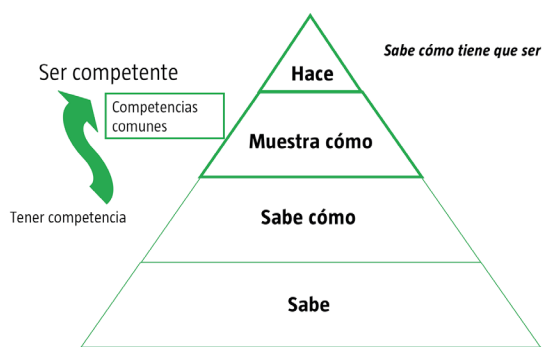 Sabe cómo tiene que ser
Ser competente
Hace
Competencias
comunes
Muestra cómo
Tener competencia
Sabe cómo
Sabe